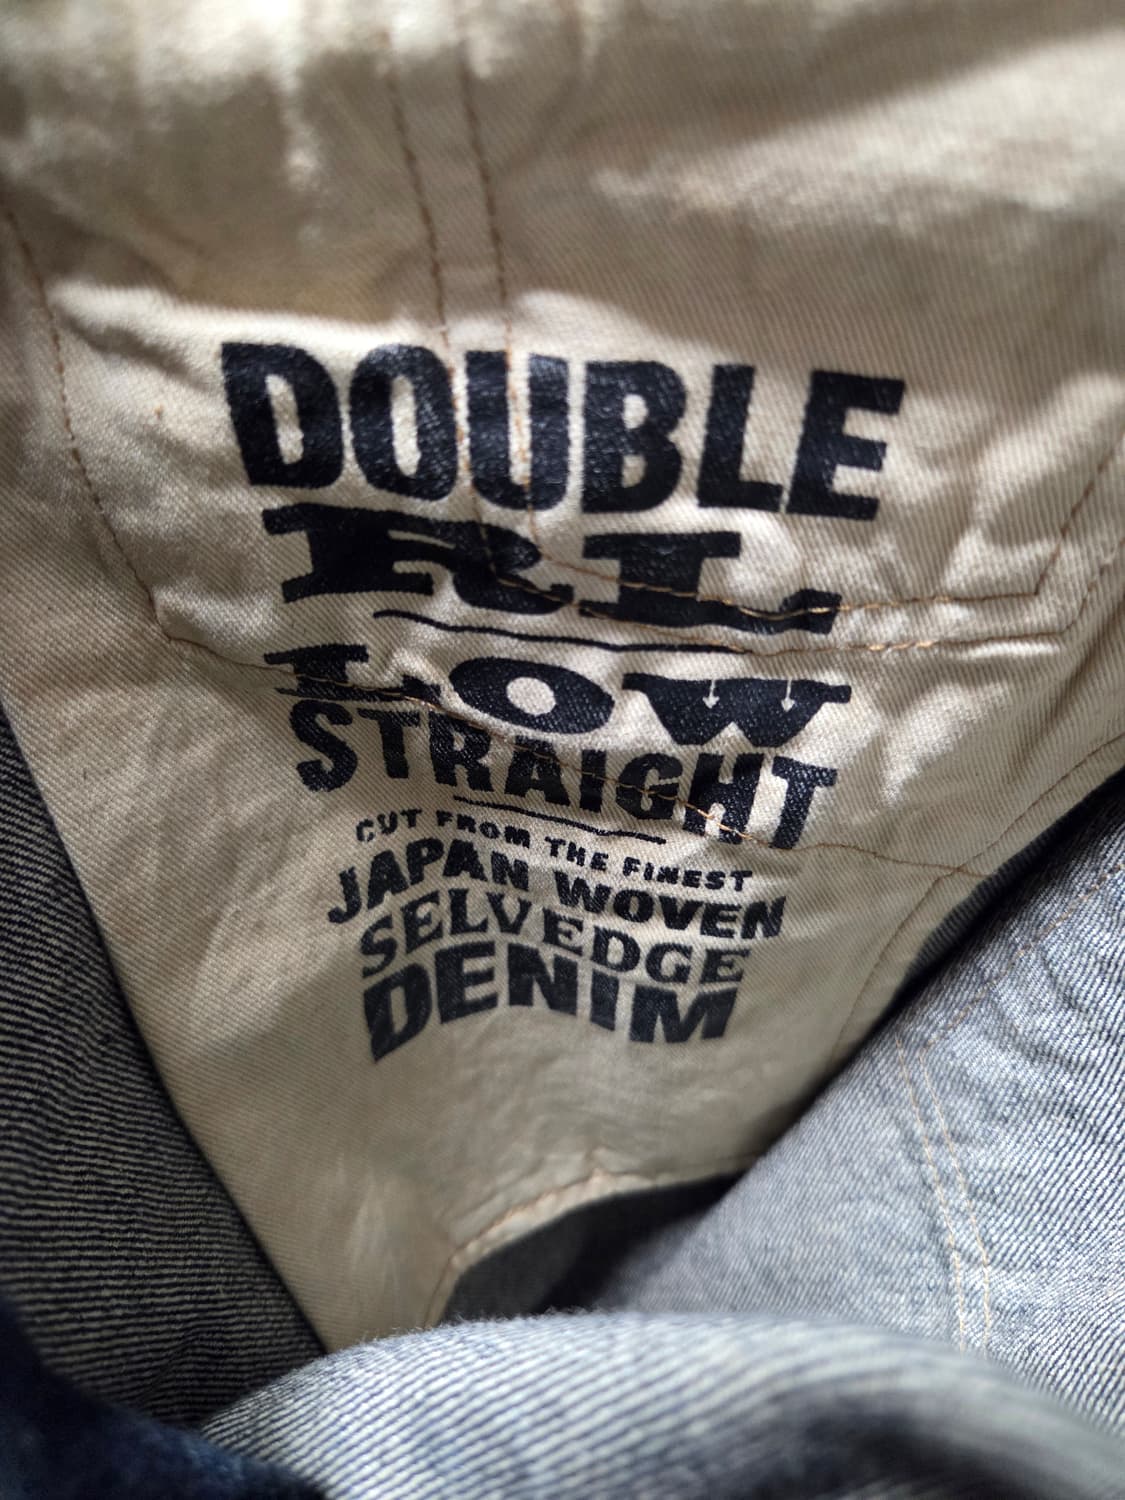 DOUBLE
RL
LOW
STRAIGHT
CUT FROM THE FINEST
JAPAN WOVEN
SELVEDGE
DENIM